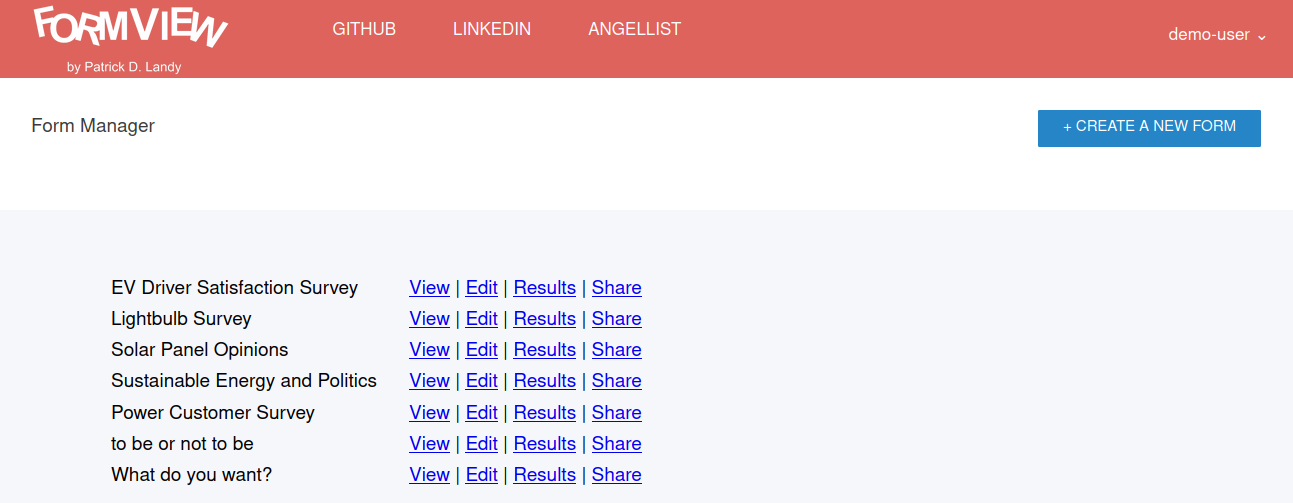 FORMVIEW
by Patrick D. Landy
GITHUB LINKEDIN ANGELLIST
demo-user
Form Manager
+ CREATE A NEW FORM
EV Driver Satisfaction Survey View | Edit | Results | Share
Lightbulb Survey View | Edit | Results | Share
Solar Panel Opinions View | Edit | Results | Share
Sustainable Energy and Politics View | Edit | Results | Share
Power Customer Survey View | Edit | Results | Share
to be or not to be View | Edit | Results | Share
What do you want? View | Edit | Results | Share